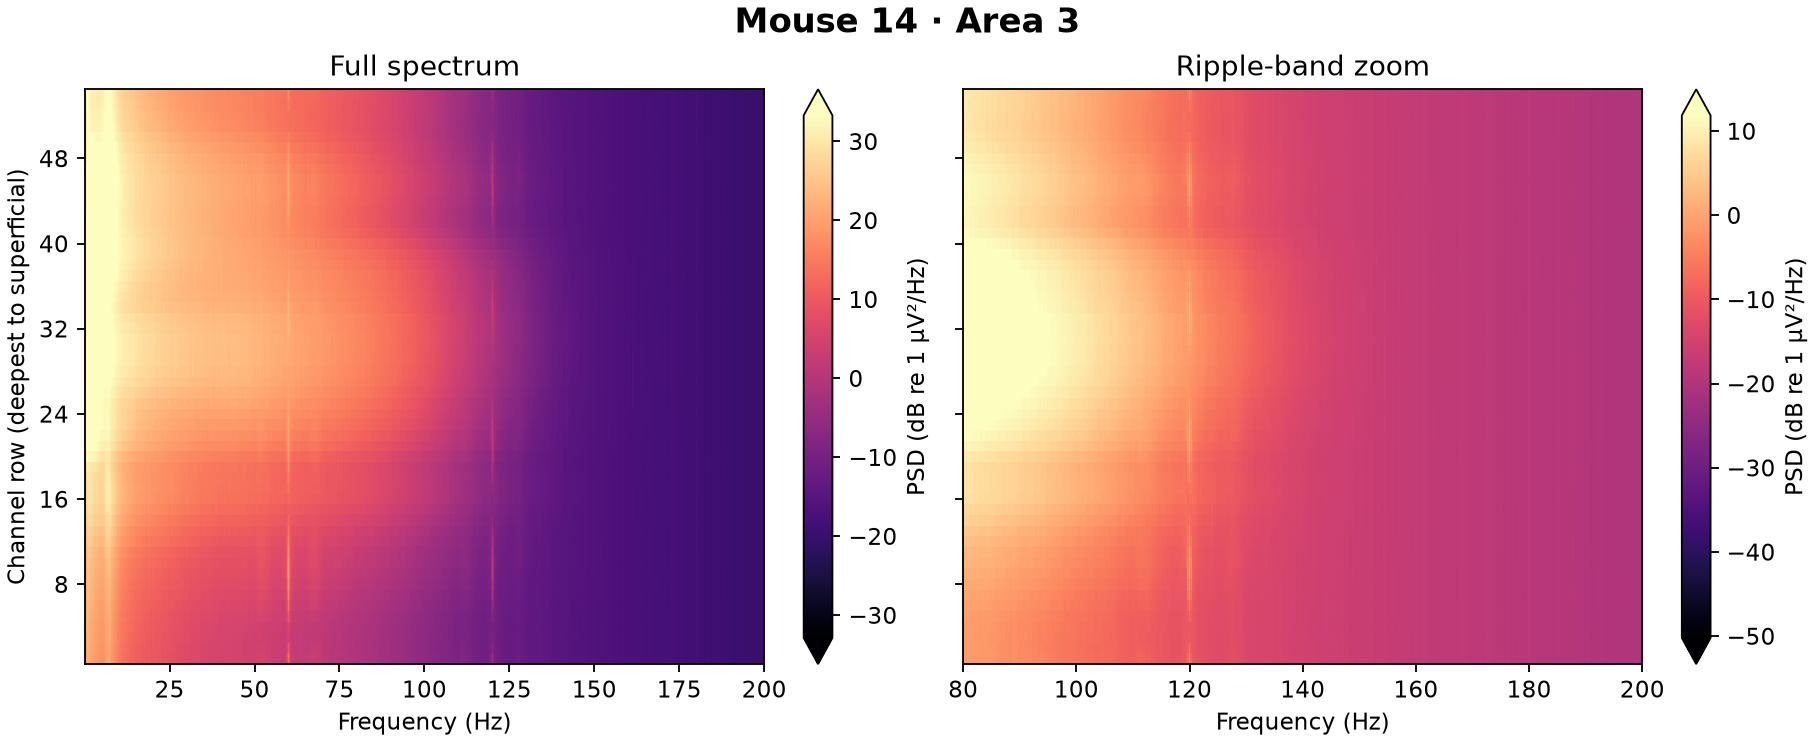 Mouse 14 · Area 3
Full spectrum
Ripple-band zoom
Channel row (deepest to superficial)
48
40
32
24
16
8
25 50 75 100 125 150 175 200
Frequency (Hz)
30
20
10
0
−10
−20
−30
PSD (dB re 1 µV²/Hz)
80 100 120 140 160 180 200
Frequency (Hz)
10
0
−10
−20
−30
−40
−50
PSD (dB re 1 µV²/Hz)